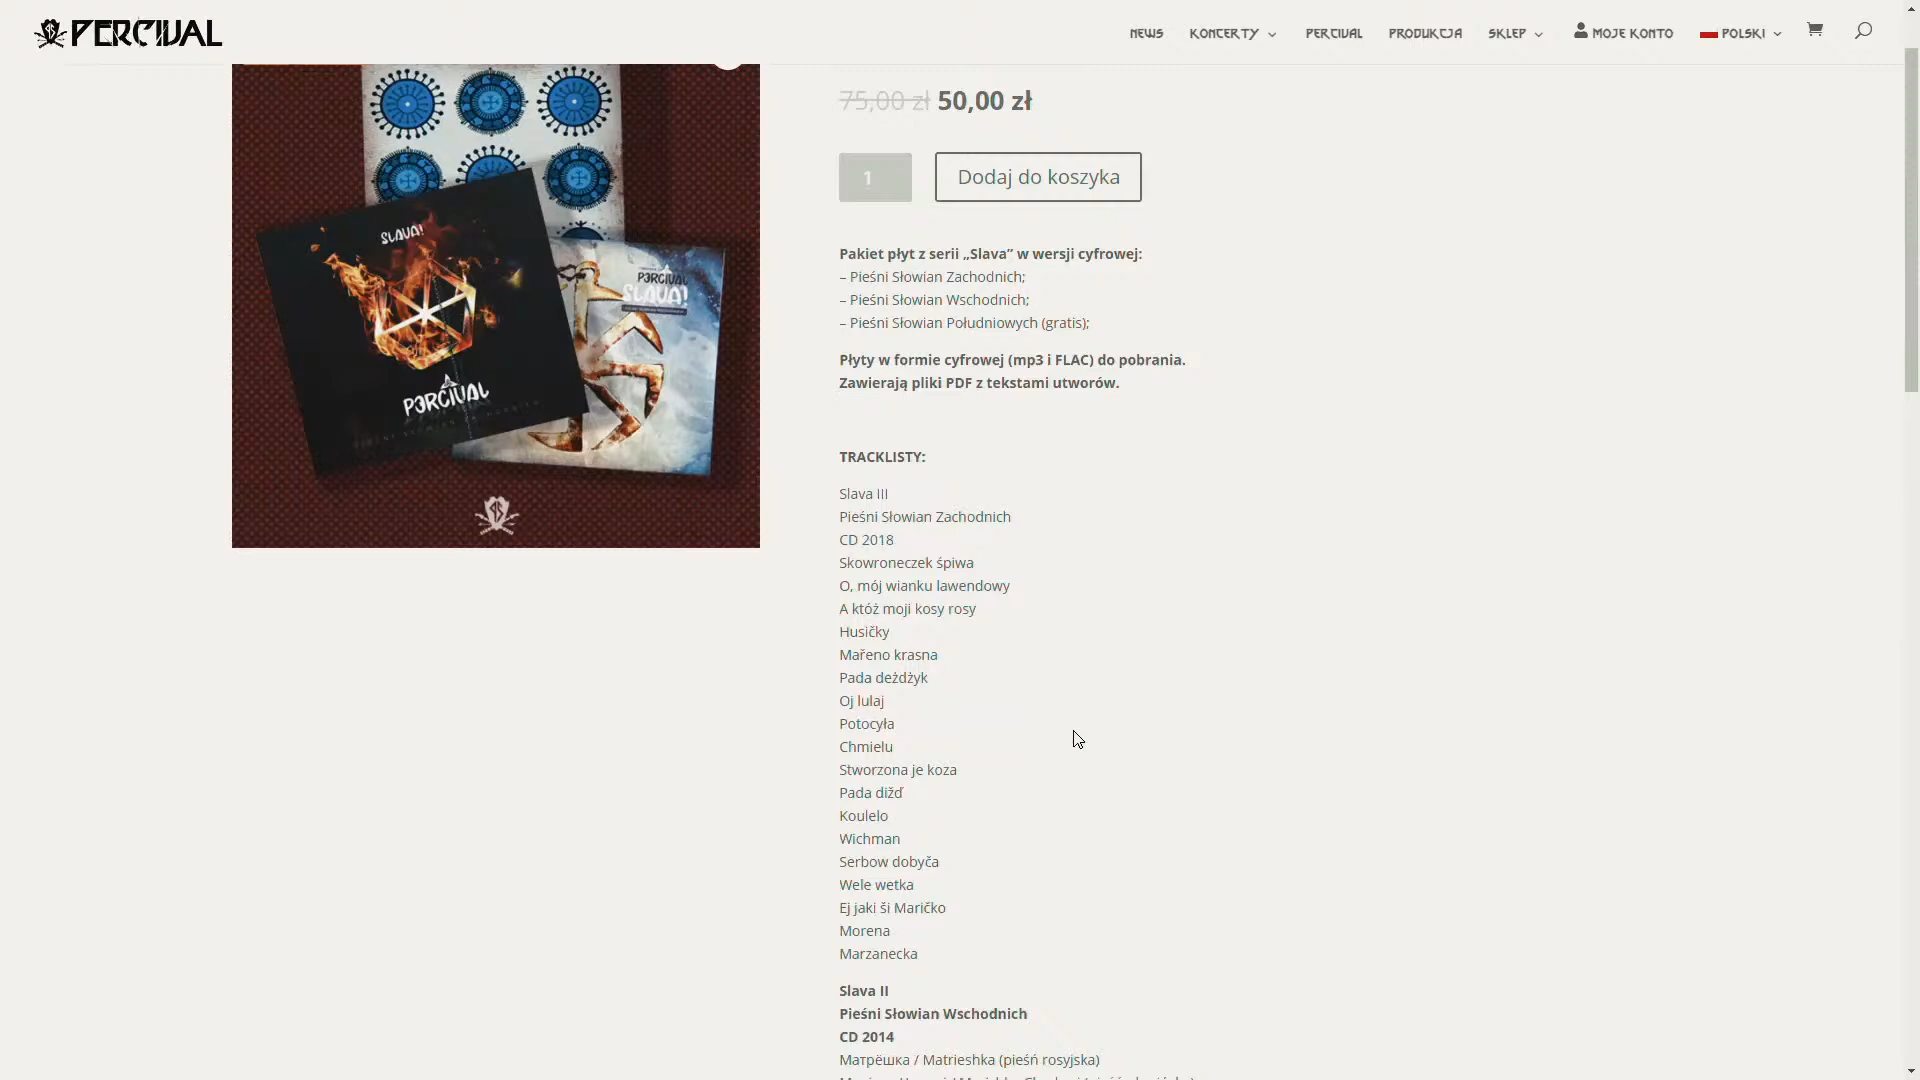 PERCIVAL
NEWS
KONCERTY
PERCIVAL
PRODUKCJA
SKLEP
MOJE KONTO
POLSKI
75,00 zł 50,00 zł
1
Dodaj do koszyka
SLAVA!
PERCIVAL
PERCIVAL
SLAVA!
Pakiet płyt z serii „Slava” w wersji cyfrowej:
– Pieśni Słowian Zachodnich;
– Pieśni Słowian Wschodnich;
– Pieśni Słowian Południowych (gratis);
Płyty w formie cyfrowej (mp3 i FLAC) do pobrania.
Zawierają pliki PDF z tekstami utworów.
TRACKLISTY:
Slava III
Pieśni Słowian Zachodnich
CD 2018
Skowroneczek śpiwa
O, mój wianku lawendowy
A któż moji kosy rosy
Husičky
Mařeno krasna
Pada deżdżyk
Oj lulaj
Potocyła
Chmielu
Stworzona je koza
Pada dižď
Koulelo
Wichman
Serbow dobyča
Wele wetka
Ej jaki ši Maričko
Morena
Marzanecka
Slava II
Pieśni Słowian Wschodnich
CD 2014
Матрёшка / Matrieshka (pieśń rosyjska)